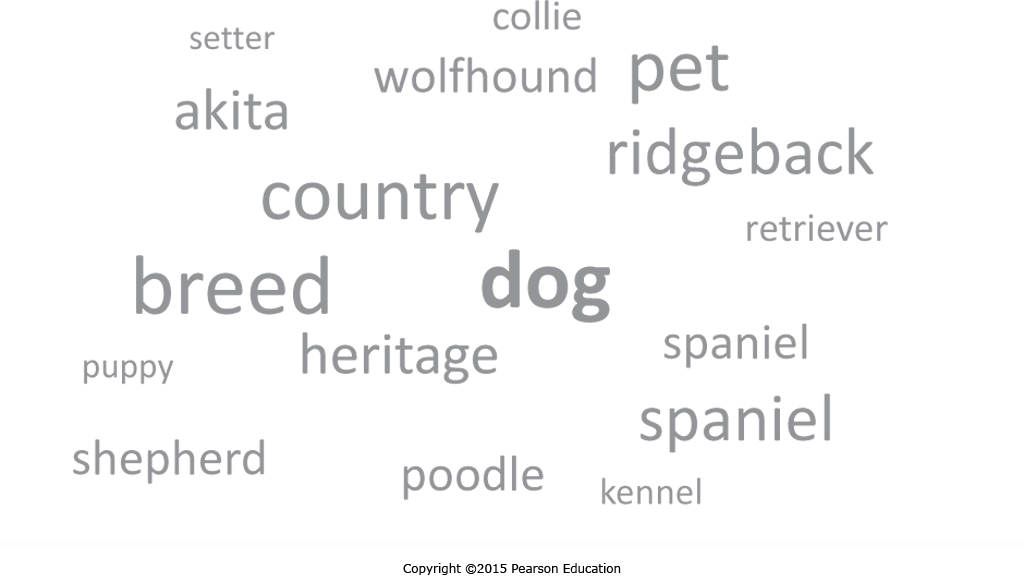 collie
setter
wolfhound
pet
akita
ridgeback
country
retriever
breed
dog
spaniel
heritage
puppy
spaniel
shepherd
poodle
kennel
Copyright ©2015 Pearson Education